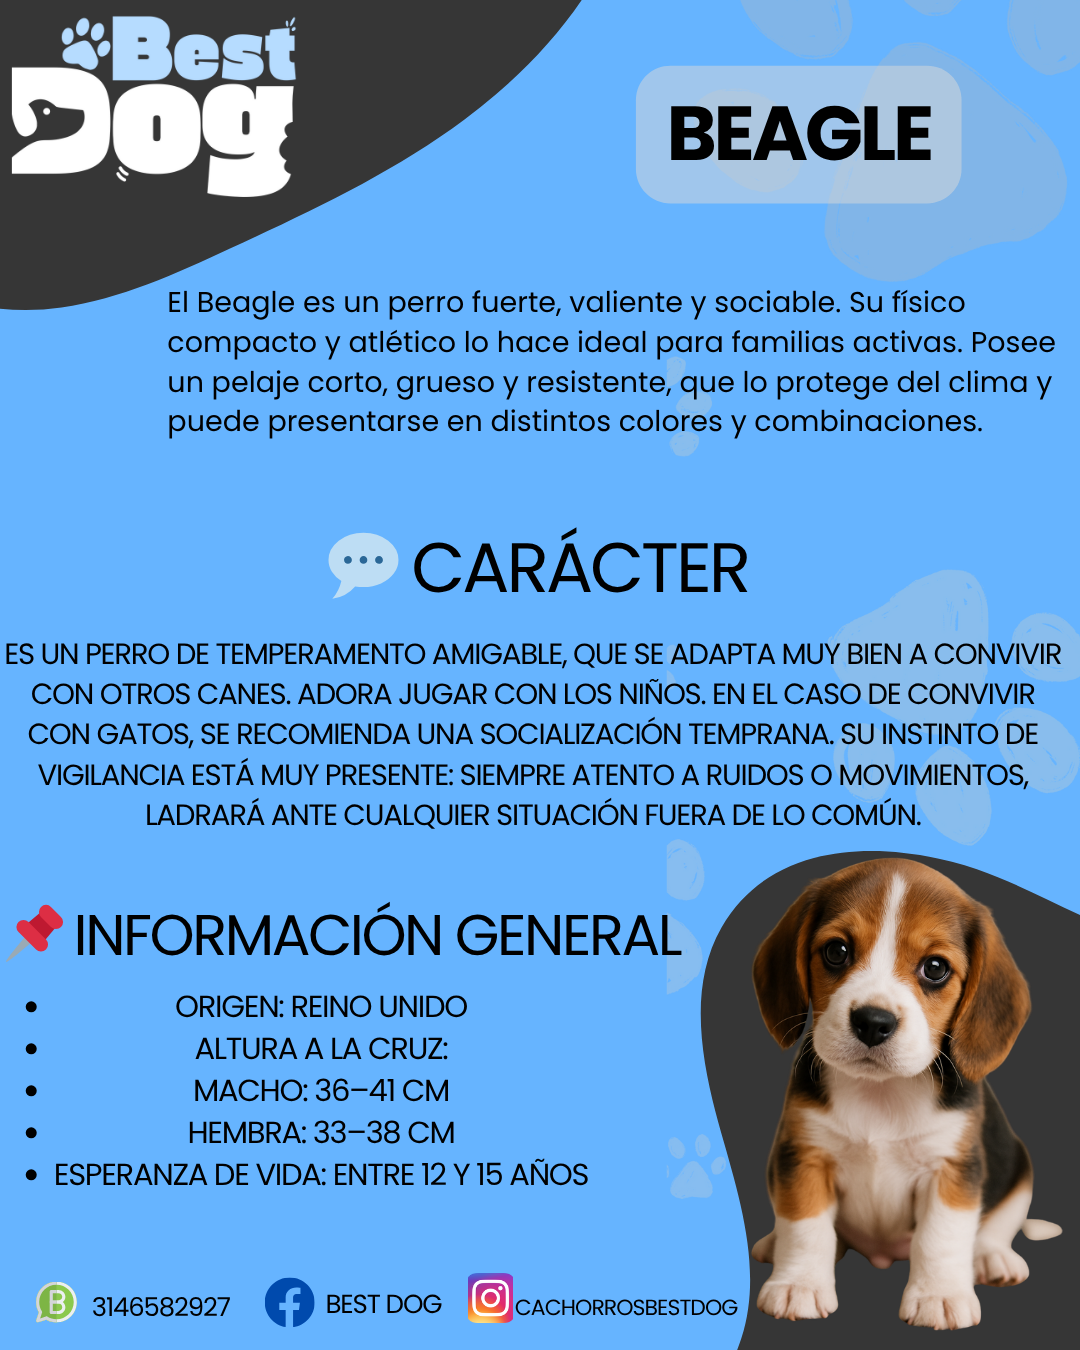 Best
Dog
BEAGLE
El Beagle es un perro fuerte, valiente y sociable. Su físico
compacto y atlético lo hace ideal para familias activas. Posee
un pelaje corto, grueso y resistente, que lo protege del clima y
puede presentarse en distintos colores y combinaciones.
CARÁCTER
ES UN PERRO DE TEMPERAMENTO AMIGABLE, QUE SE ADAPTA MUY BIEN A CONVIVIR
CON OTROS CANES. ADORA JUGAR CON LOS NIÑOS. EN EL CASO DE CONVIVIR
CON GATOS, SE RECOMIENDA UNA SOCIALIZACIÓN TEMPRANA. SU INSTINTO DE
VIGILANCIA ESTÁ MUY PRESENTE: SIEMPRE ATENTO A RUIDOS O MOVIMIENTOS,
LADRARÁ ANTE CUALQUIER SITUACIÓN FUERA DE LO COMÚN.
INFORMACIÓN GENERAL
• ORIGEN: REINO UNIDO
• ALTURA A LA CRUZ:
• MACHO: 36–41 CM
• HEMBRA: 33–38 CM
• ESPERANZA DE VIDA: ENTRE 12 Y 15 AÑOS
B 3146582927 BEST DOG CACHORROSBESTDOG